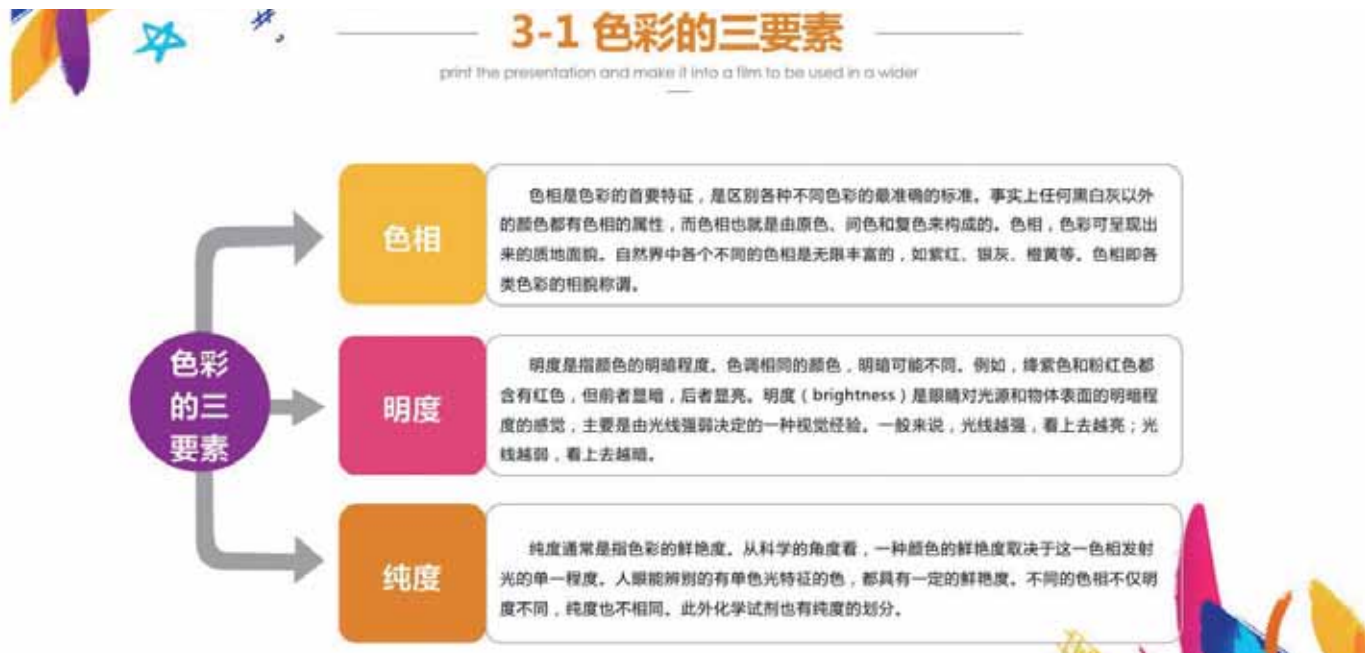 3-1 色彩的三要素
print the presentation and make it into a film to be used in a wider
色相
色相是色彩的首要特征，是区别各种不同色彩的最准确的标准。事实上任何黑白灰以外
的颜色都有色相的属性，而色相也就是由原色、间色和复色来构成的。色相，色彩可呈现出
来的质地面貌。自然界中各个不同的色相是无限丰富的，如紫红、银灰、橙黄等。色相即各
类色彩的相貌称谓。
色彩
的三
要素
明度
明度是指颜色的明暗程度。色调相同的颜色，明暗可能不同。例如，绛紫色和粉红色都
含有红色，但前者显暗，后者显亮。明度（brightness）是眼睛对光源和物体表面的明暗程
度的感觉，主要是由光线强弱决定的一种视觉经验。一般来说，光线越强，看上去越亮；光
线越弱，看上去越暗。
纯度
纯度通常是指色彩的鲜艳度。从科学的角度看，一种颜色的鲜艳度取决于这一色相发射
光的单一程度。人眼能辨别的有单色光特征的色，都具有一定的鲜艳度。不同的色相不仅明
度不同，纯度也不相同。此外化学试剂也有纯度的划分。